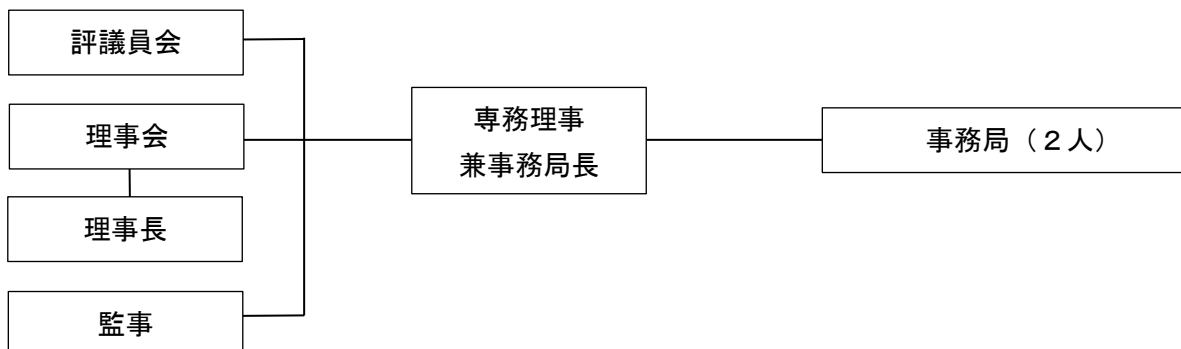 評議員会
理事会
理事長
監事
専務理事
兼事務局長
事務局（２人）